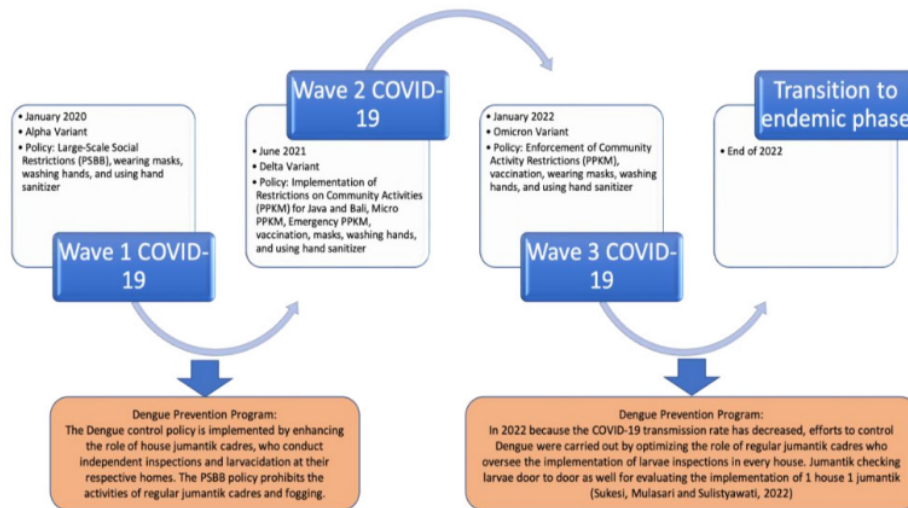 • January 2020
• Alpha Variant
• Policy: Large-Scale Social
Restrictions (PSBB), wearing masks,
washing hands, and using hand
sanitizer
Wave 1 COVID-
19
Wave 2 COVID-
19
• June 2021
• Delta Variant
• Policy: Implementation of
Restrictions on Community Activities
(PPKM) for Java and Bali, Micro
PPKM, Emergency PPKM,
vaccination, masks, washing hands,
and using hand sanitizer
• January 2022
• Omicron Variant
• Policy: Enforcement of Community
Activity Restrictions (PPKM),
vaccination, wearing masks, washing
hands, and using hand sanitizer
Wave 3 COVID-
19
Transition to
endemic phase
• End of 2022
Dengue Prevention Program:
The Dengue control policy is implemented by enhancing
the role of house jumantik cadres, who conduct
independent inspections and larvacidation at their
respective homes. The PSBB policy prohibits the
activities of regular jumantik cadres and fogging.
Dengue Prevention Program:
In 2022 because the COVID-19 transmission rate has decreased, efforts to control
Dengue were carried out by optimizing the role of regular jumantik cadres who
oversee the implementation of larvae inspections in every house. Jumantik checking
larvae door to door as well for evaluating the implementation of 1 house 1 jumantik
(Sukesi, Mulasari and Sulistyawati, 2022)